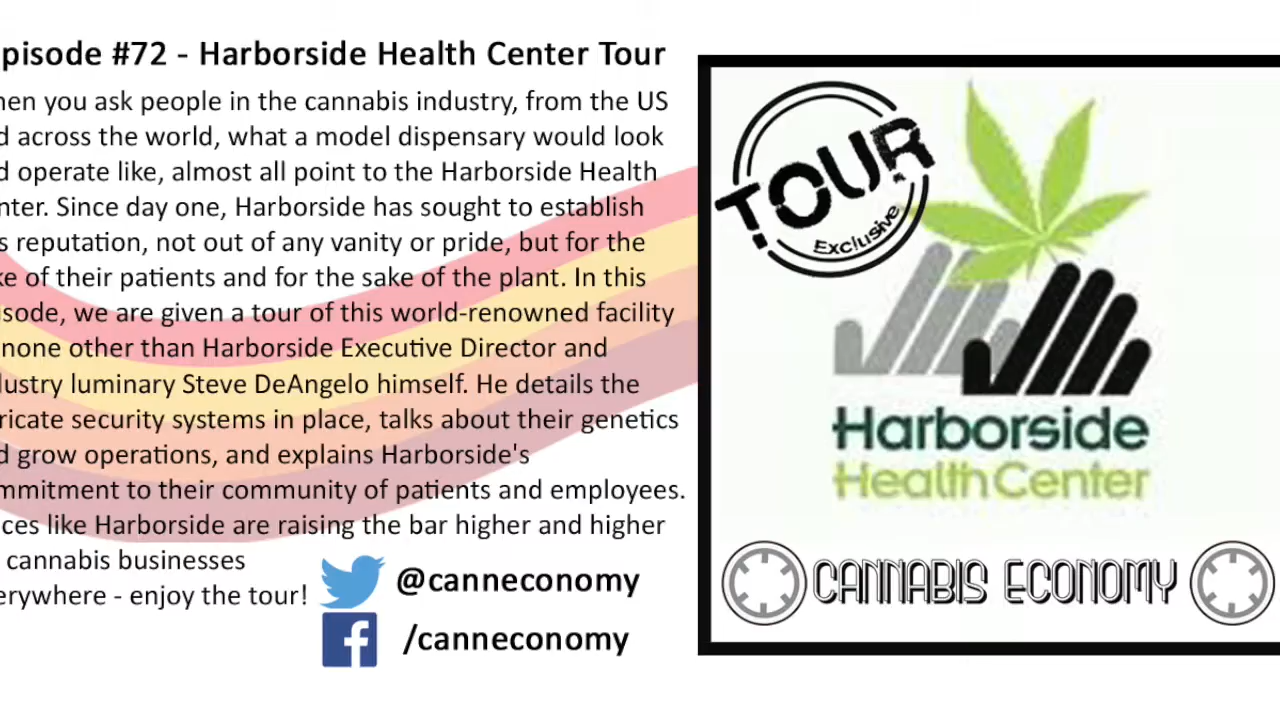 pisode #72 - Harborside Health Center Tour
hen you ask people in the cannabis industry, from the US
d across the world, what a model dispensary would look
d operate like, almost all point to the Harborside Health
nter. Since day one, Harborside has sought to establish
s reputation, not out of any vanity or pride, but for the
ke of their patients and for the sake of the plant. In this
isode, we are given a tour of this world-renowned facility
none other than Harborside Executive Director and
dustry luminary Steve DeAngelo himself. He details the
ricate security systems in place, talks about their genetics
d grow operations, and explains Harborside's
mmitment to their community of patients and employees.
ces like Harborside are raising the bar higher and higher
cannabis businesses
erywhere - enjoy the tour!
@canneconomy
/canneconomy
TOUR
Exclusive
Harborside
Health Center
CANNABIS ECONOMY